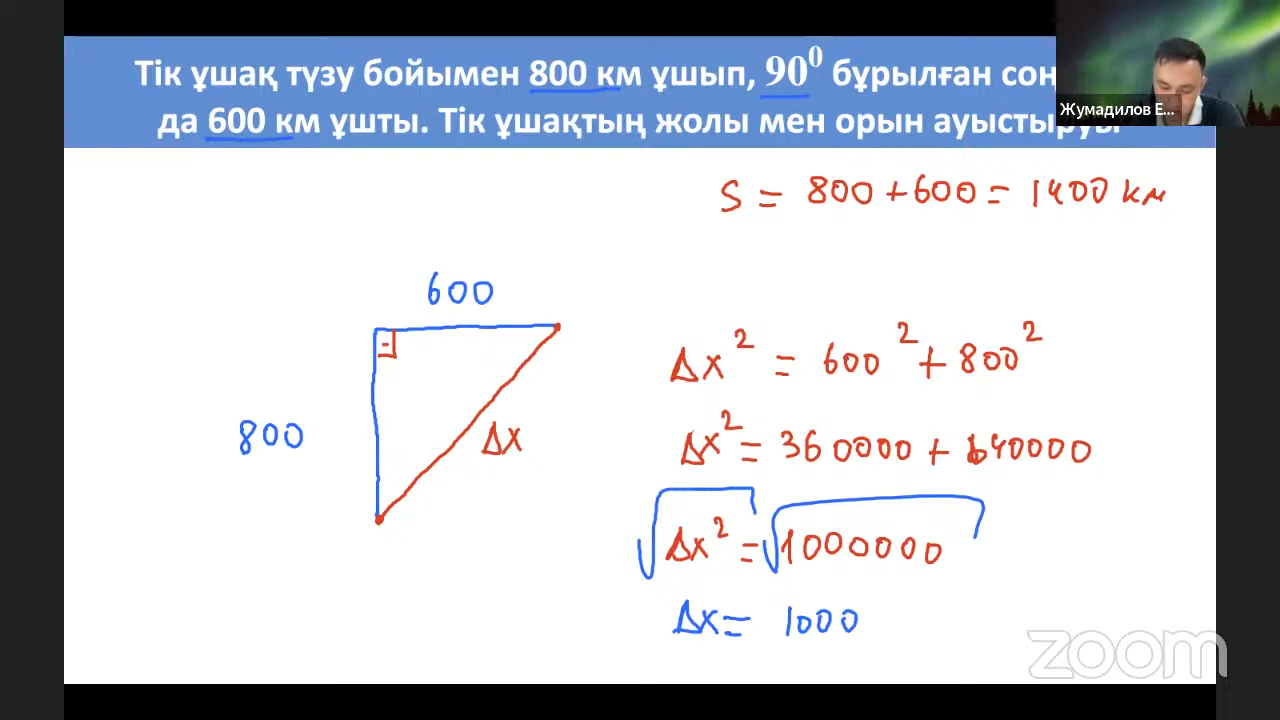 Тік ұшақ түзу бойымен 800 км ұшып, 90⁰ бұрылған соң
да 600 км ұшты. Тік ұшақтың жолы мен орын ауыстыруы
Жумадилов Е...
S = 800 + 600 = 1400 км
600
800
Δx
Δx² = 600² + 800²
Δx² = 360000 + 640000
√Δx² = √1000000
Δx = 1000
zoom